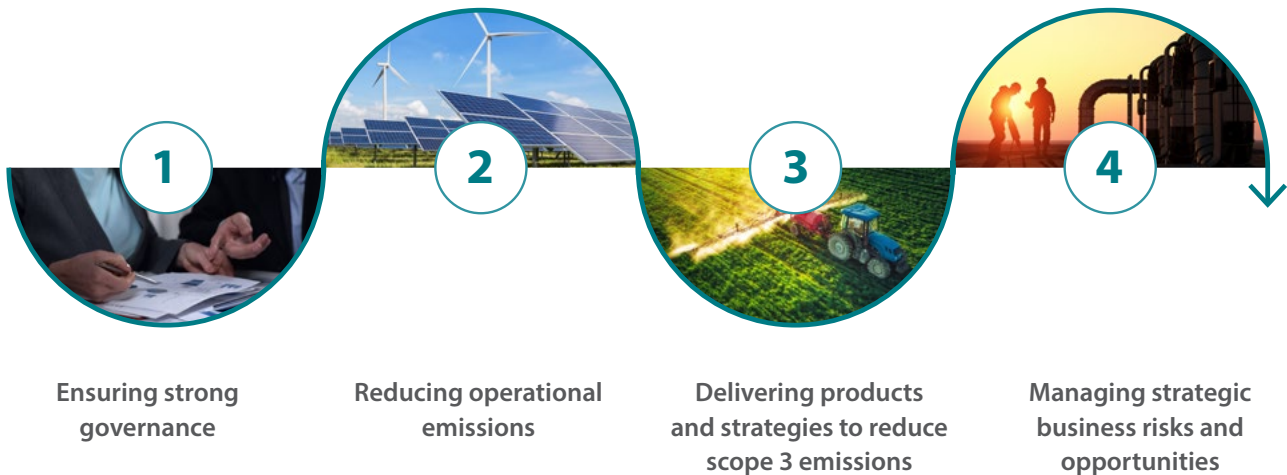 1
2
3
4
Ensuring strong
governance
Reducing operational
emissions
Delivering products
and strategies to reduce
scope 3 emissions
Managing strategic
business risks and
opportunities